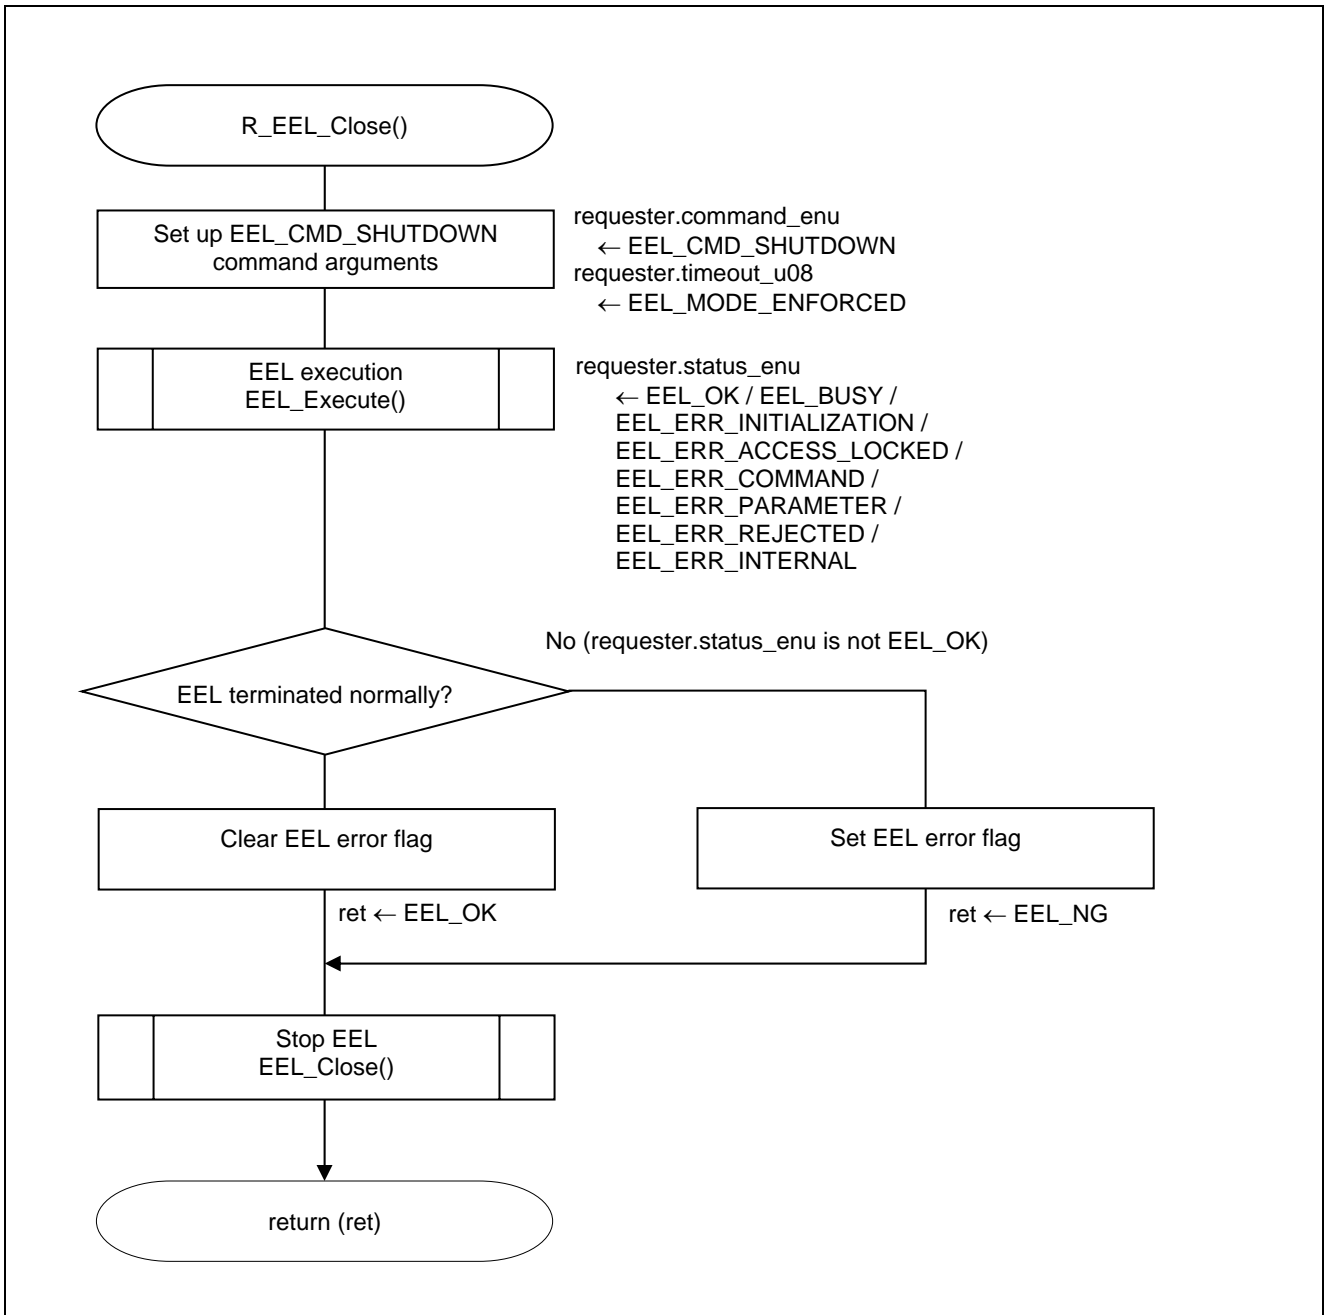 R_EEL_Close()
Set up EEL_CMD_SHUTDOWN
command arguments
requester.command_enu
← EEL_CMD_SHUTDOWN
requester.timeout_u08
← EEL_MODE_ENFORCED
EEL execution
EEL_Execute()
requester.status_enu
← EEL_OK / EEL_BUSY /
EEL_ERR_INITIALIZATION /
EEL_ERR_ACCESS_LOCKED /
EEL_ERR_COMMAND /
EEL_ERR_PARAMETER /
EEL_ERR_REJECTED /
EEL_ERR_INTERNAL
No (requester.status_enu is not EEL_OK)
EEL terminated normally?
Clear EEL error flag
Set EEL error flag
ret ← EEL_OK
ret ← EEL_NG
Stop EEL
EEL_Close()
return (ret)